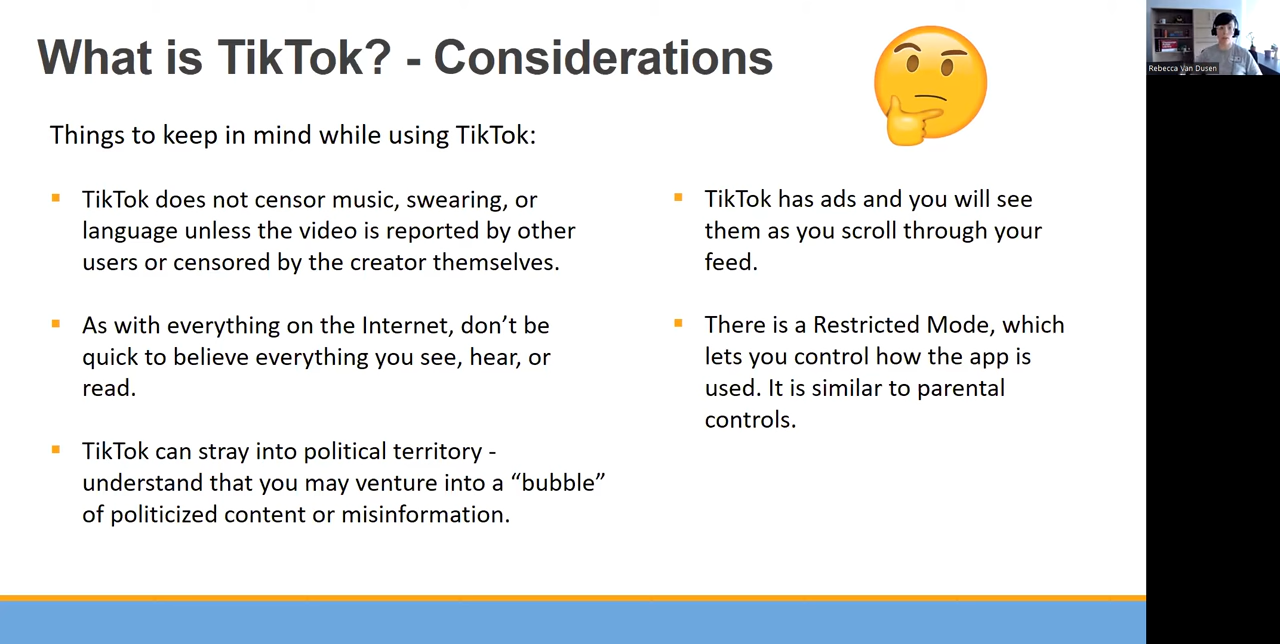 What is TikTok? - Considerations
Things to keep in mind while using TikTok:
TikTok does not censor music, swearing, or
language unless the video is reported by other
users or censored by the creator themselves.
As with everything on the Internet, don’t be
quick to believe everything you see, hear, or
read.
TikTok can stray into political territory -
understand that you may venture into a “bubble”
of politicized content or misinformation.
TikTok has ads and you will see
them as you scroll through your
feed.
There is a Restricted Mode, which
lets you control how the app is
used. It is similar to parental
controls.
Rebecca Van Dusen